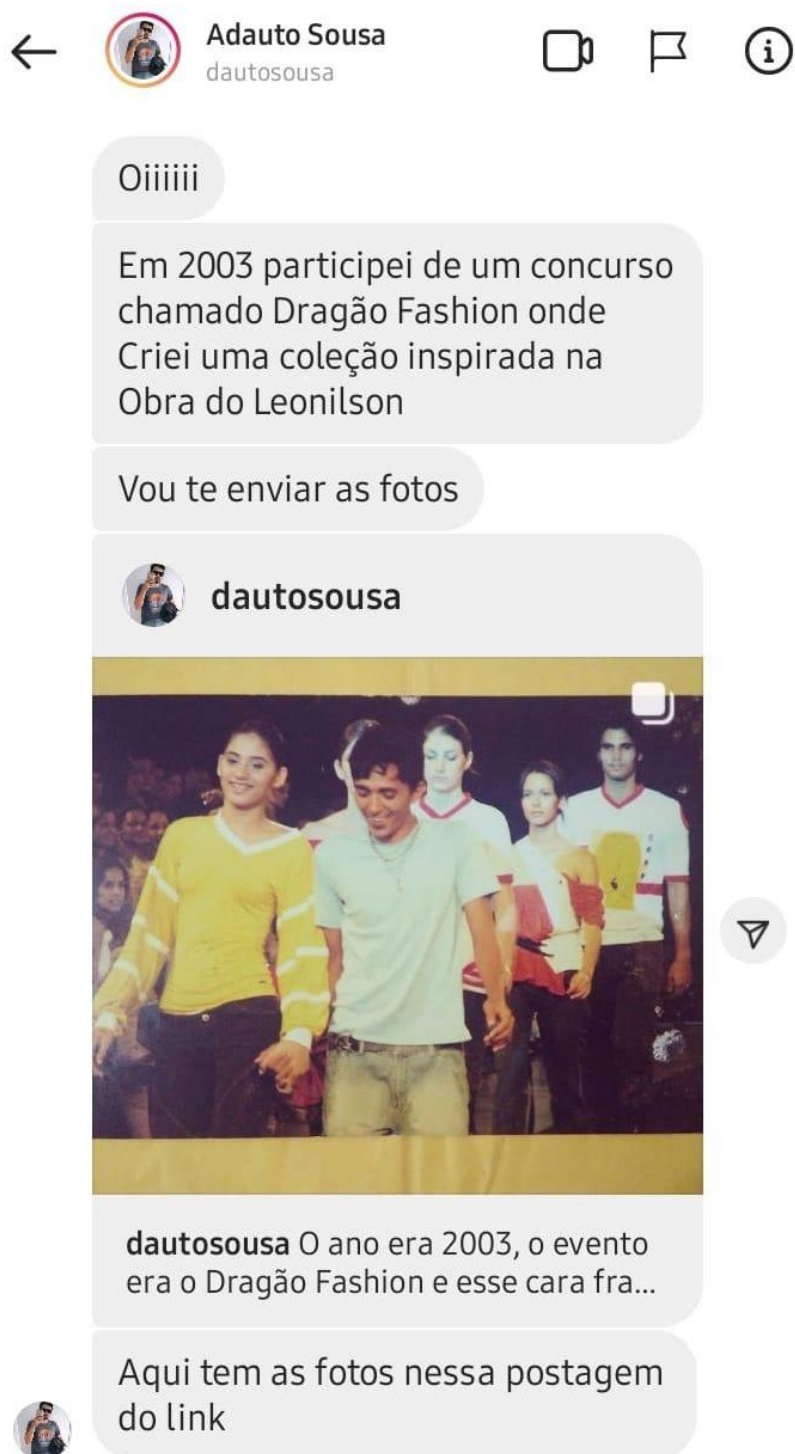 Adauto Sousa
dautosousa
Oiiiiii
Em 2003 participei de um concurso
chamado Dragão Fashion onde
Criei uma coleção inspirada na
Obra do Leonilson
Vou te enviar as fotos
dautosousa
dautosousa O ano era 2003, o evento
era o Dragão Fashion e esse cara fra...
Aqui tem as fotos nessa postagem
do link